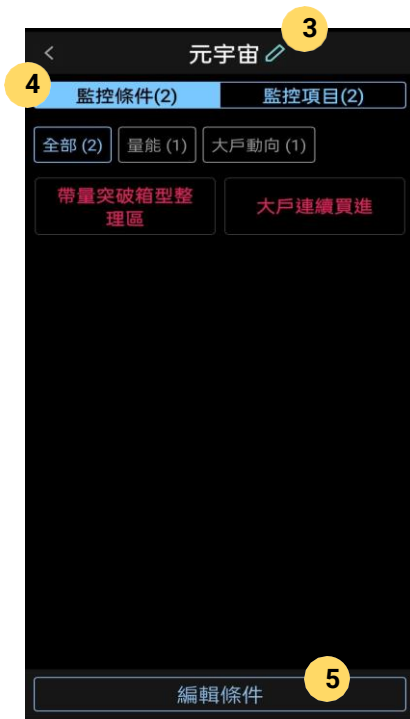 3
元宇宙
4
監控條件(2)
監控項目(2)
全部 (2)
量能 (1)
大戶動向 (1)
帶量突破箱型整
理區
大戶連續買進
5
編輯條件